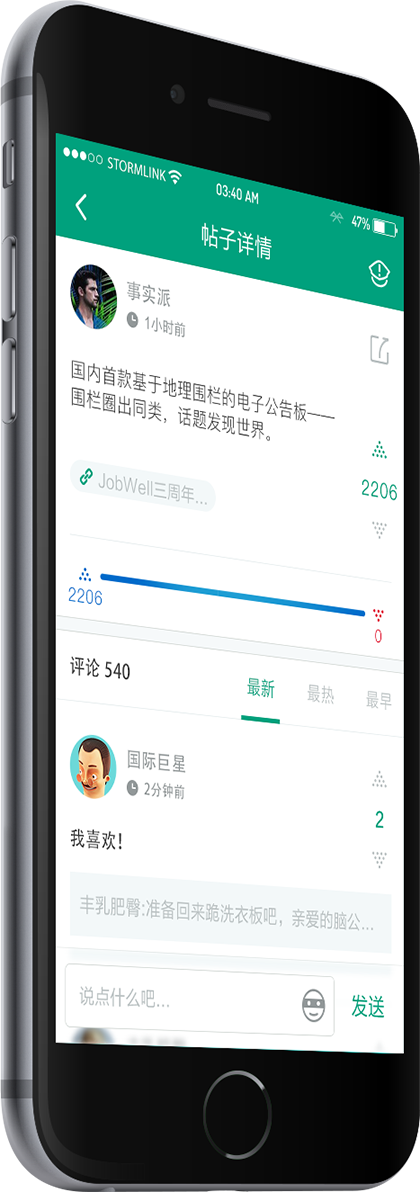 STORMLINK
03:40 AM
47%
帖子详情
事实派
1小时前
国内首款基于地理围栏的电子公告板——
围栏圈出同类，话题发现世界。
2206
JobWell三周年...
2206
0
评论 540
最新
最热
最早
国际巨星
2分钟前
2
我喜欢！
丰乳肥臀:准备回来跪洗衣板吧，亲爱的脑公...
说点什么吧...
发送